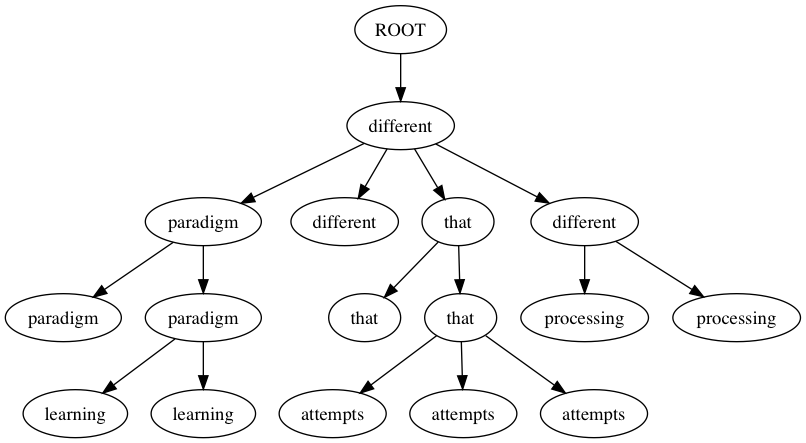 ROOT
different
paradigm different that different
paradigm paradigm that that processing processing
learning learning attempts attempts attempts